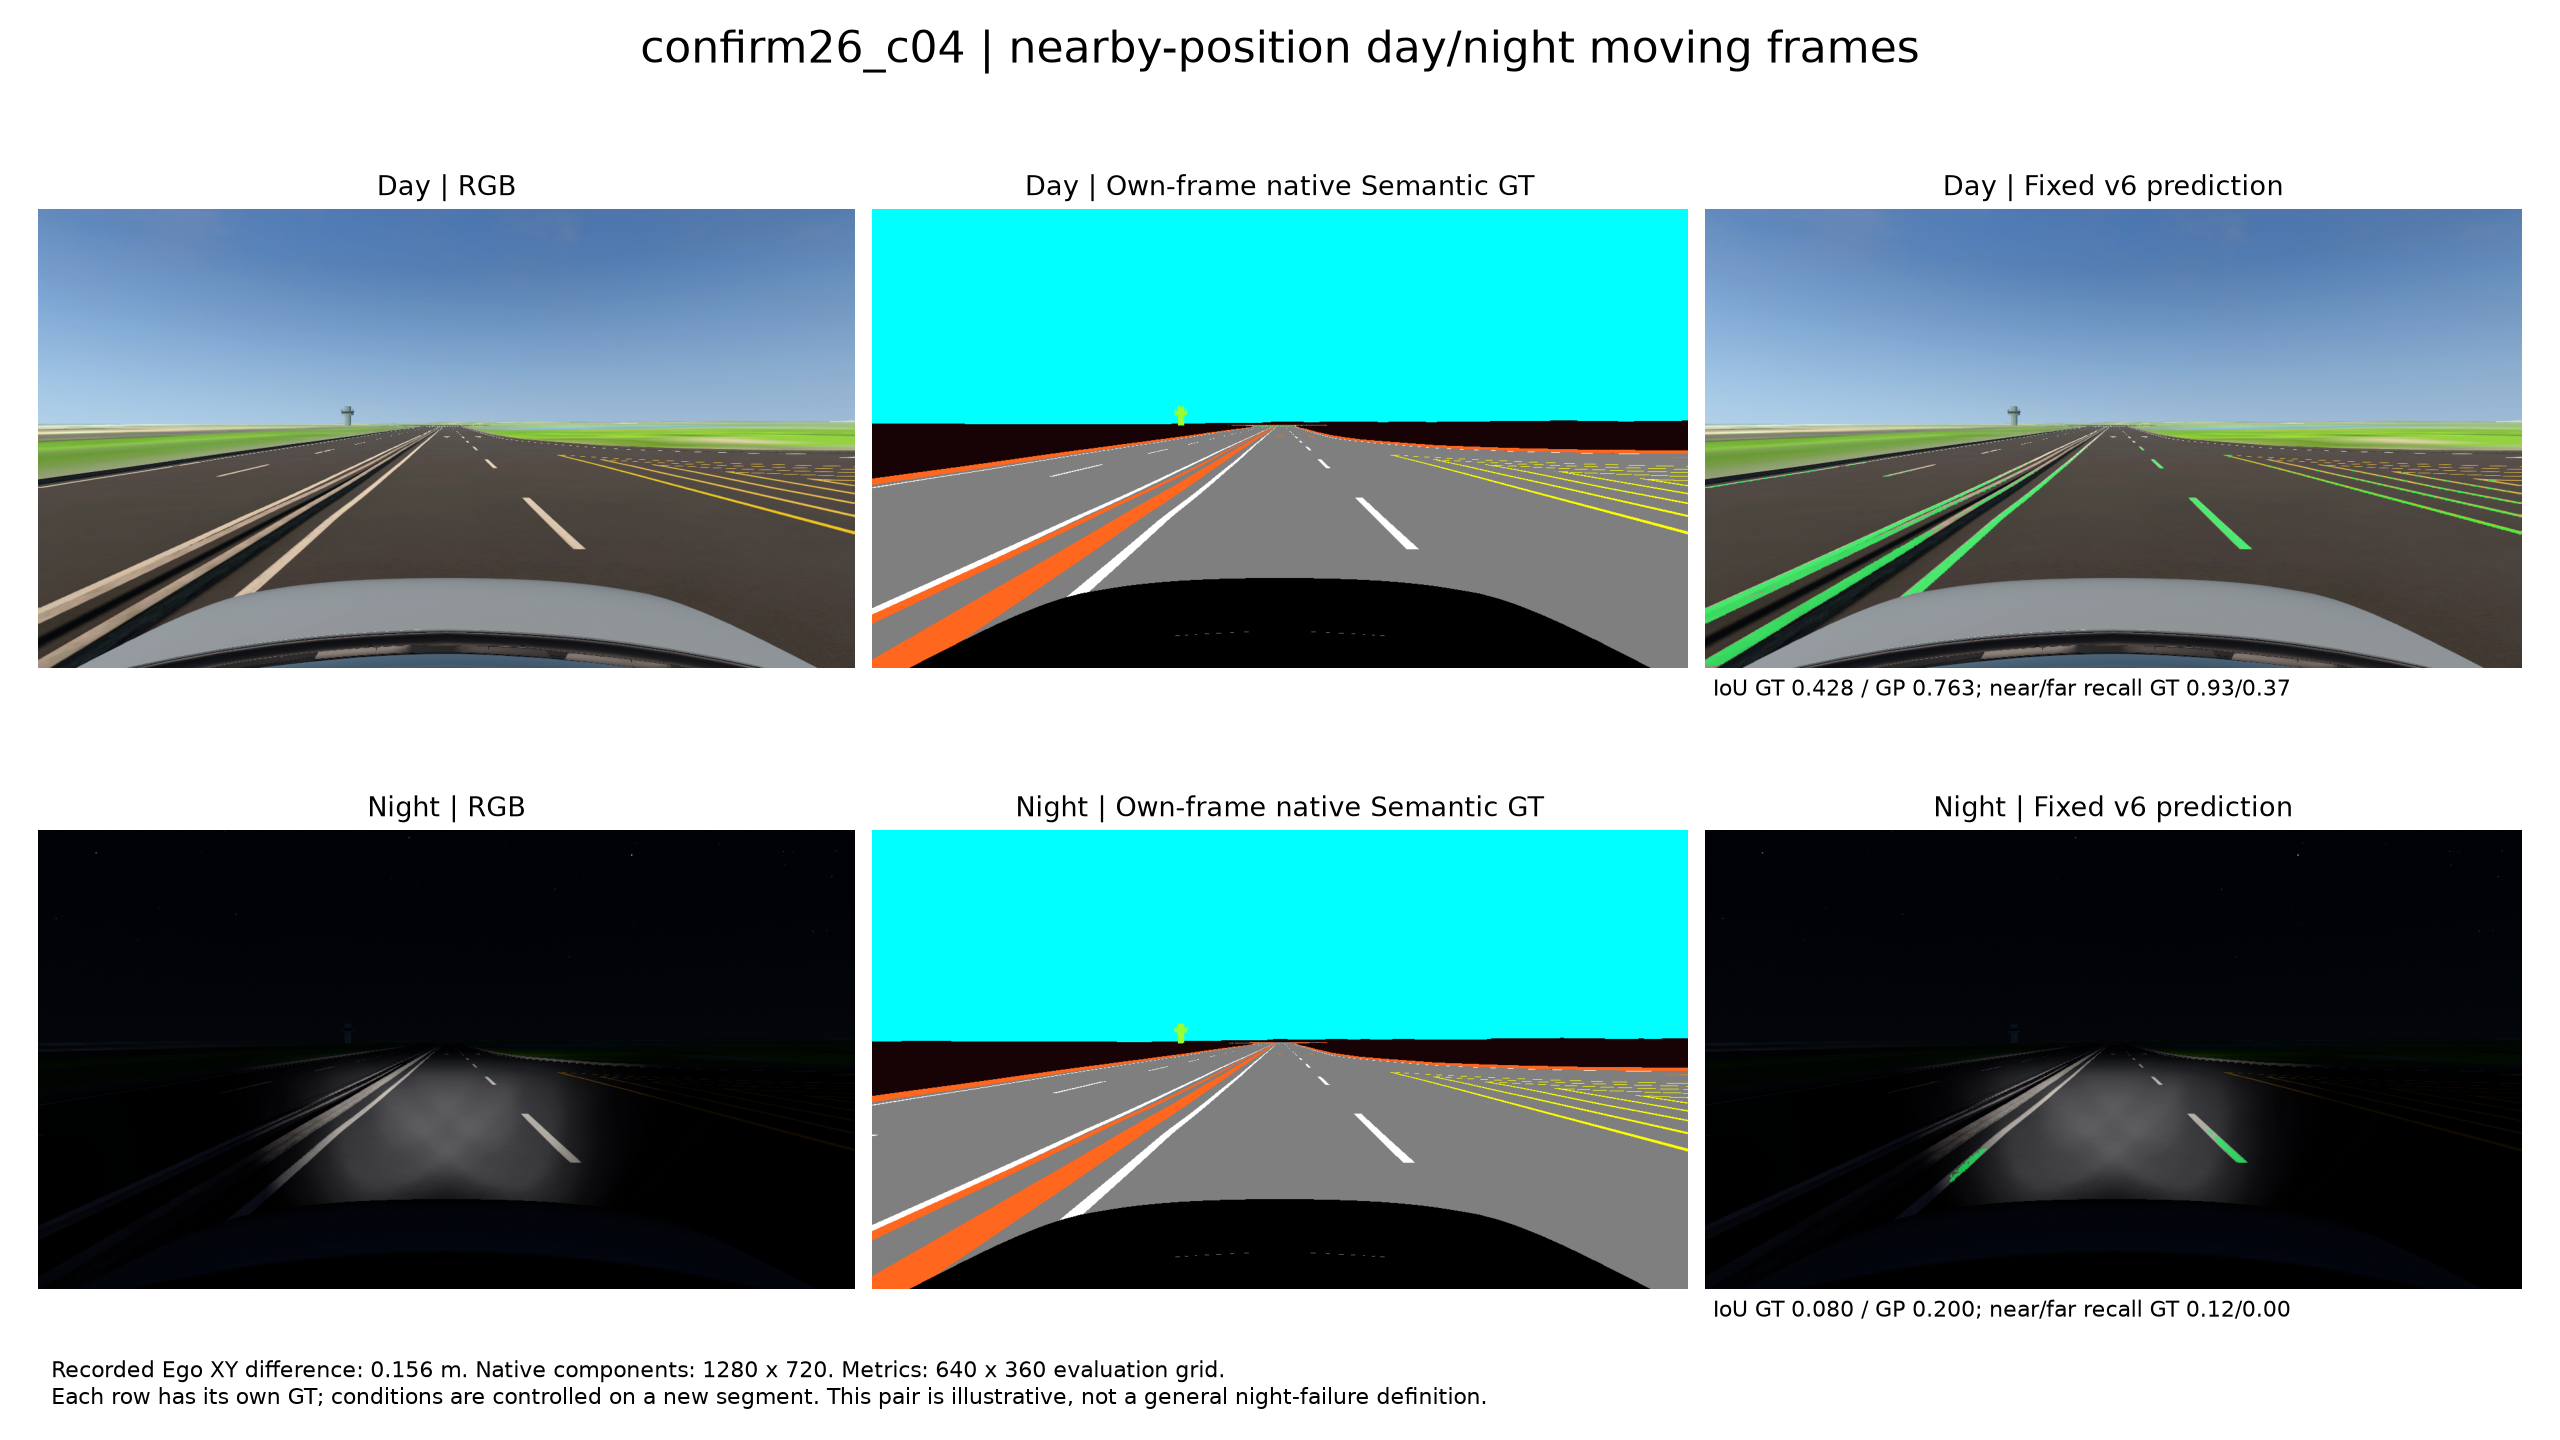 confirm26_c04 | nearby-position day/night moving frames
Day | RGB
Day | Own-frame native Semantic GT
Day | Fixed v6 prediction
IoU GT 0.428 / GP 0.763; near/far recall GT 0.93/0.37
Night | RGB
Night | Own-frame native Semantic GT
Night | Fixed v6 prediction
IoU GT 0.080 / GP 0.200; near/far recall GT 0.12/0.00
Recorded Ego XY difference: 0.156 m. Native components: 1280 x 720. Metrics: 640 x 360 evaluation grid.
Each row has its own GT; conditions are controlled on a new segment. This pair is illustrative, not a general night-failure definition.